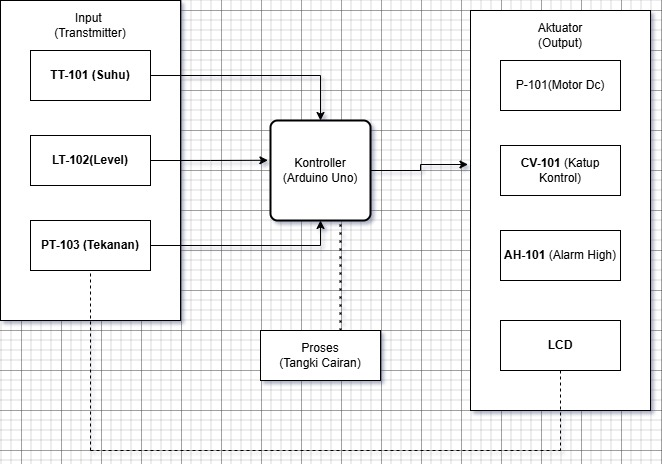 Input
(Transtmitter)
TT-101 (Suhu)
LT-102(Level)
PT-103 (Tekanan)
Kontroller
(Arduino Uno)
Proses
(Tangki Cairan)
Aktuator
(Output)
P-101(Motor Dc)
CV-101 (Katup
Kontrol)
AH-101 (Alarm High)
LCD